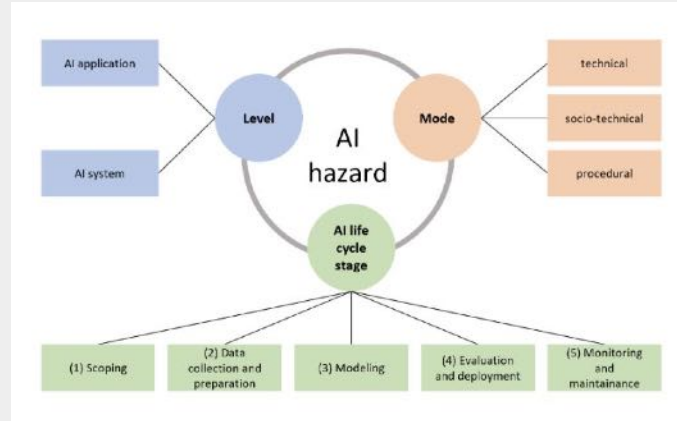 AI application
technical
Level
Mode
socio-technical
AI
hazard
AI system
procedural
AI life
cycle
stage
(1) Scoping
(2) Data
collection and
preparation
(3) Modeling
(4) Evaluation
and deployment
(5) Monitoring
and
maintainance